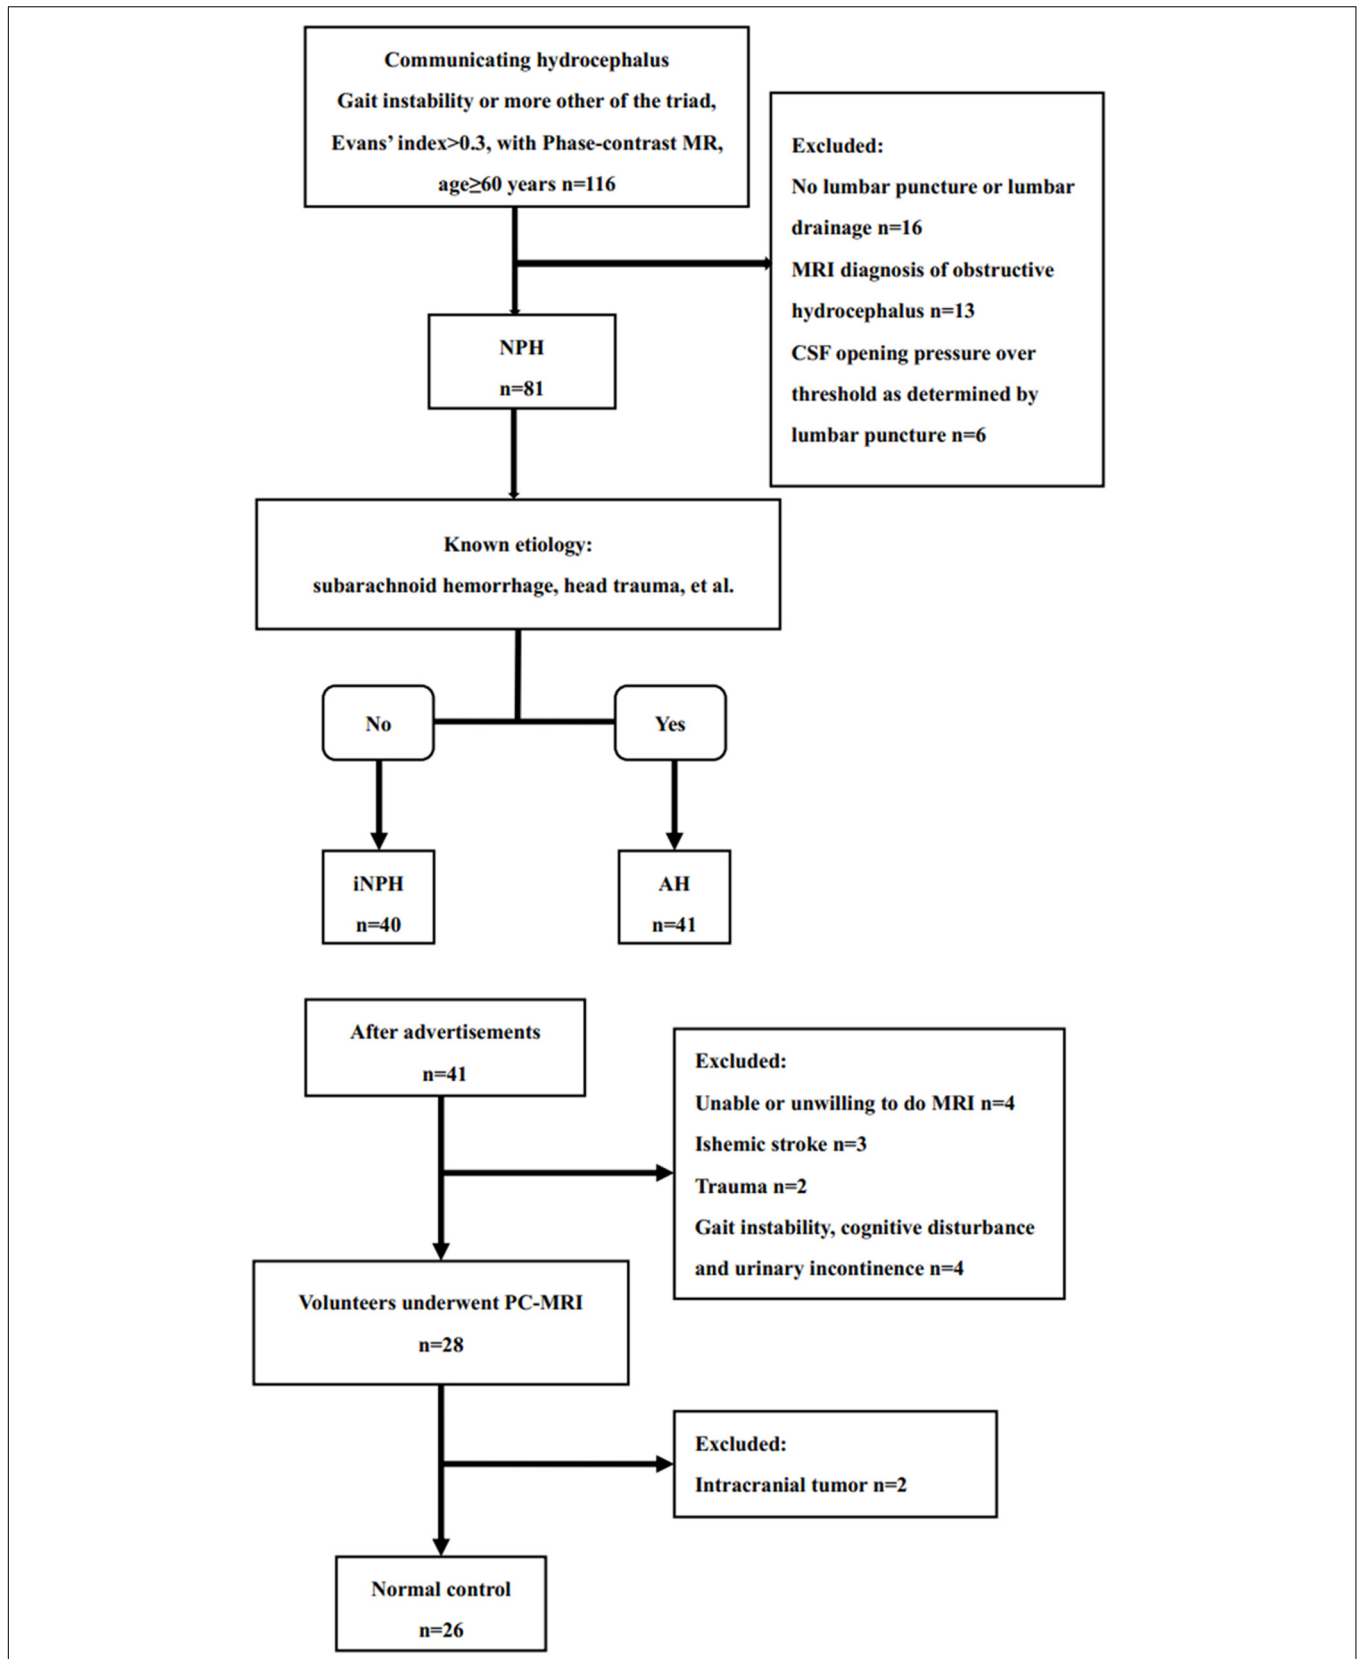 Communicating hydrocephalus
Gait instability or more other of the triad,
Evans’ index>0.3, with Phase-contrast MR,
age≥60 years n=116
Excluded:
No lumbar puncture or lumbar
drainage n=16
MRI diagnosis of obstructive
hydrocephalus n=13
CSF opening pressure over
threshold as determined by
lumbar puncture n=6
NPH
n=81
Known etiology:
subarachnoid hemorrhage, head trauma, et al.
No
Yes
iNPH
n=40
AH
n=41
After advertisements
n=41
Excluded:
Unable or unwilling to do MRI n=4
Ishemic stroke n=3
Trauma n=2
Gait instability, cognitive disturbance
and urinary incontinence n=4
Volunteers underwent PC-MRI
n=28
Excluded:
Intracranial tumor n=2
Normal control
n=26